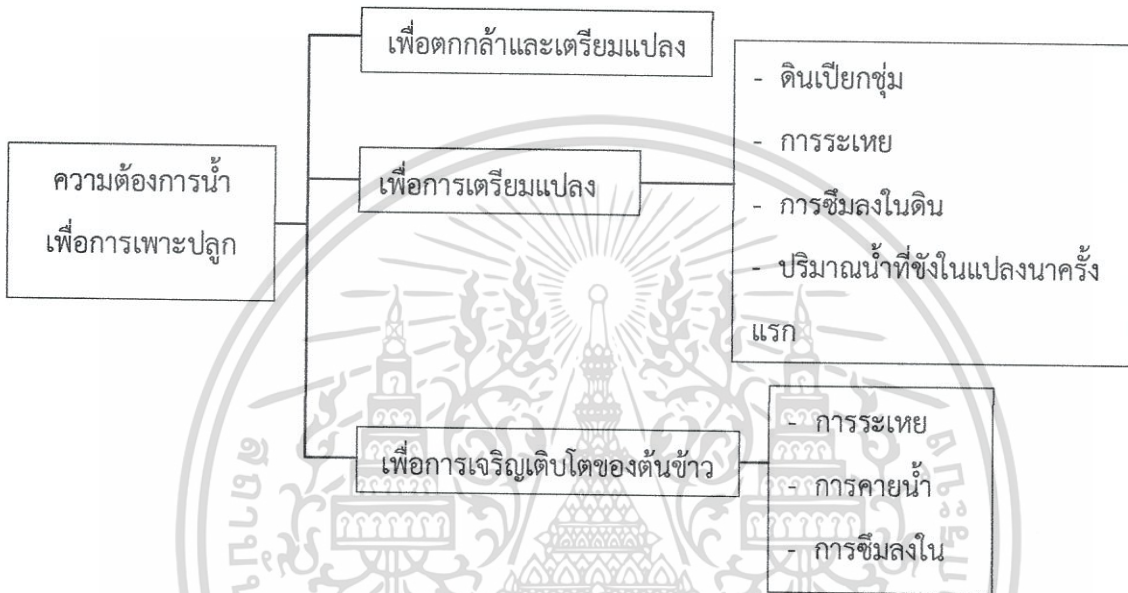 เพื่อตกกล้าและเตรียมแปลง
ความต้องการน้ำ
เพื่อการเพาะปลูก
เพื่อการเตรียมแปลง
- ดินเปียกชุ่ม
- การระเหย
- การซึมลงในดิน
- ปริมาณน้ำที่ขังในแปลงนาครั้ง
แรก
เพื่อการเจริญเติบโตของต้นข้าว
- การระเหย
- การคายน้ำ
- การซึมลงใน